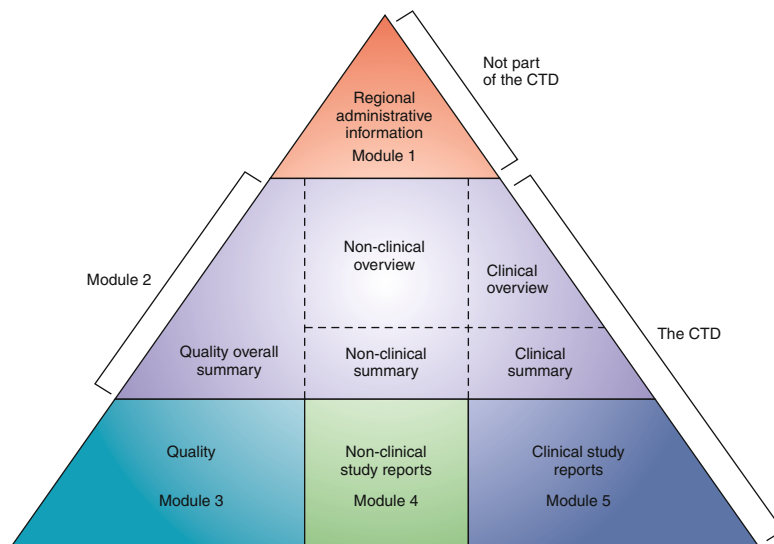 Not part
of the CTD
Regional
administrative
information
Module 1
Module 2
Non-clinical
overview
Clinical
overview
The CTD
Quality overall
summary
Non-clinical
summary
Clinical
summary
Quality
Module 3
Non-clinical
study reports
Module 4
Clinical study
reports
Module 5